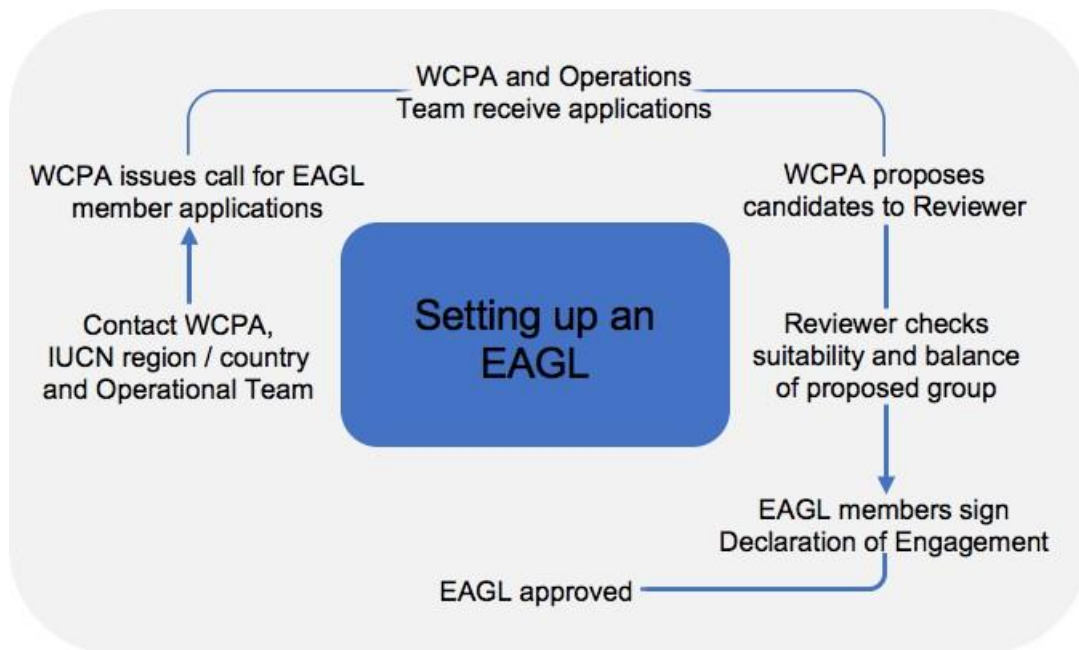 WCPA and Operations
Team receive applications
WCPA issues call for EAGL
member applications
WCPA proposes
candidates to Reviewer
Setting up an
EAGL
Contact WCPA,
IUCN region / country
and Operational Team
Reviewer checks
suitability and balance
of proposed group
EAGL members sign
Declaration of Engagement
EAGL approved